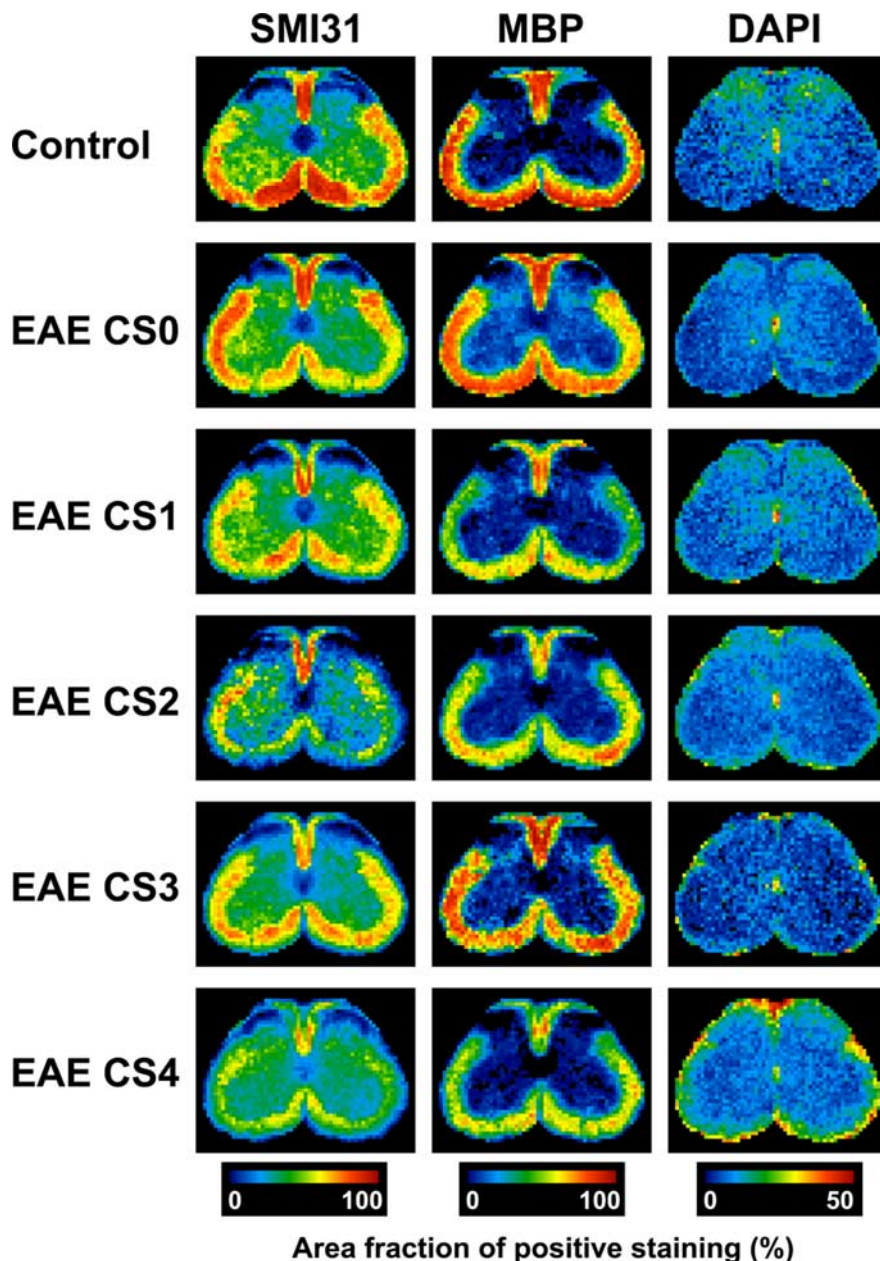 SMI31 MBP DAPI
Control
EAE CS0
EAE CS1
EAE CS2
EAE CS3
EAE CS4
0 100 0 100 0 50
Area fraction of positive staining (%)